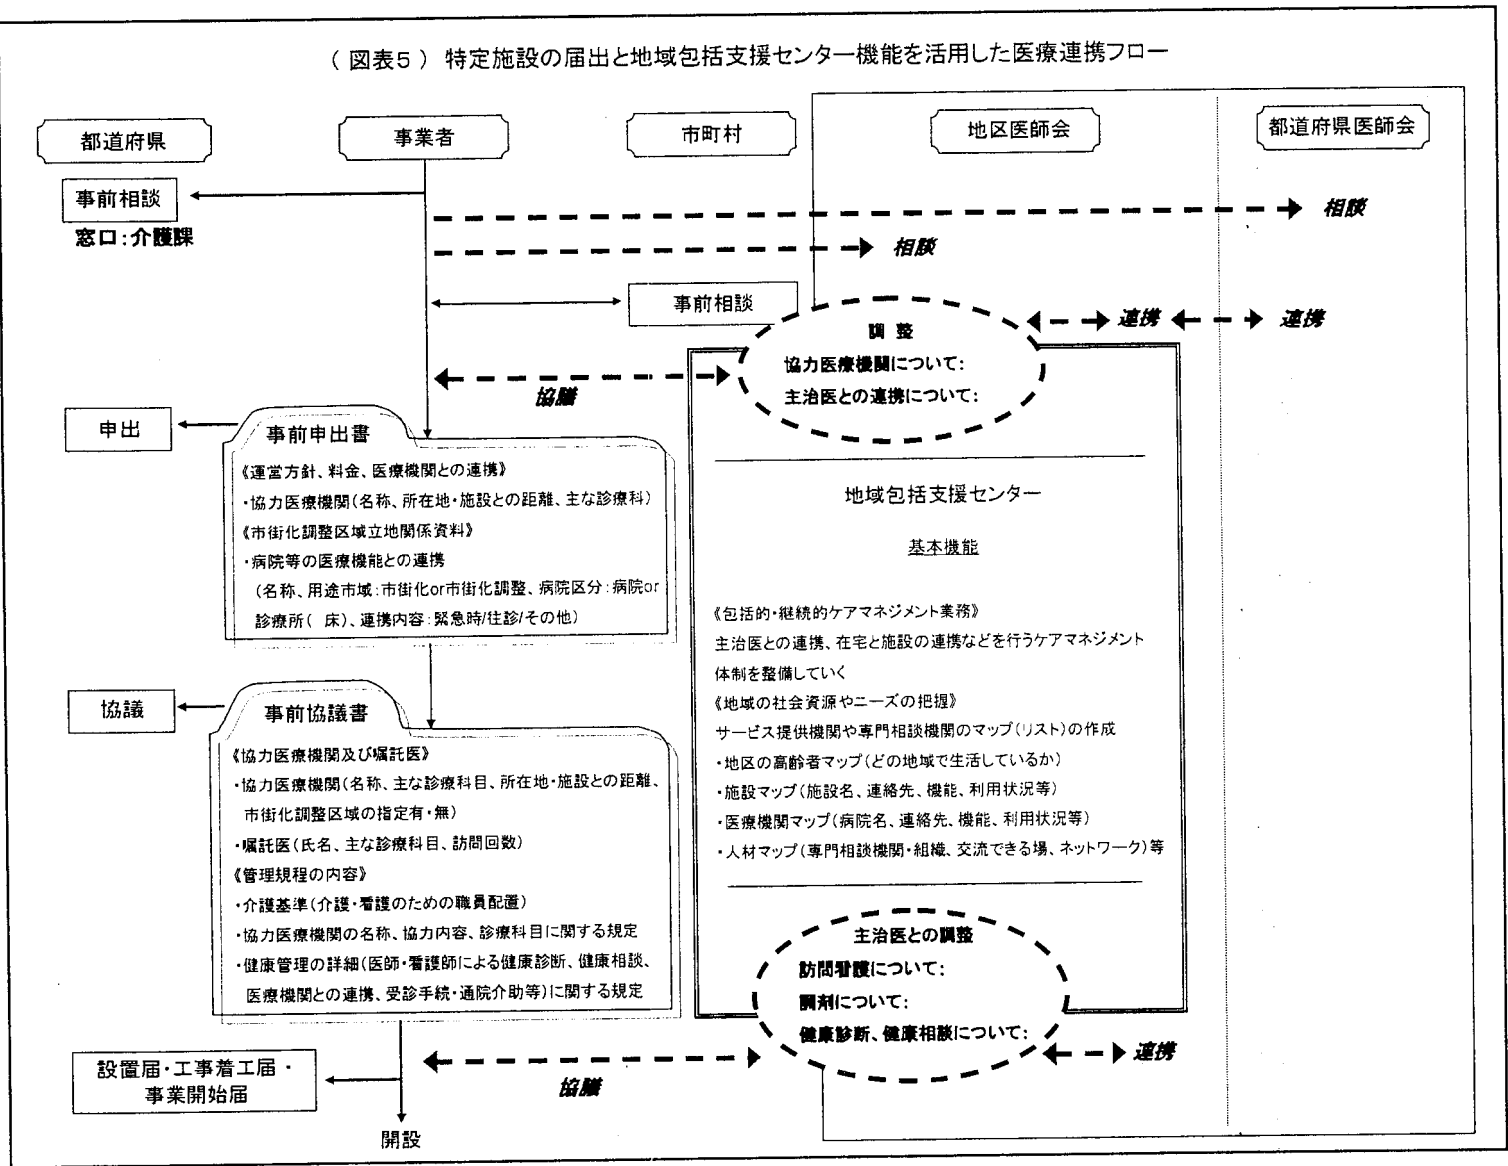 （図表５）特定施設の届出と地域包括支援センター機能を活用した医療連携フロー
都道府県
事業者
市町村
地区医師会
都道府県医師会
事前相談
窓口：介護課
相談
相談
事前相談
調整
協力医療機関について：
主治医との連携について：
連携
連携
協議
申出
事前申出書
《運営方針、料金、医療機関との連携》
・協力医療機関（名称、所在地・施設との距離、主な診療科）
《市街化調整区域立地関係資料》
・病院等の医療機能との連携
（名称、用途市域：市街化or市街化調整、病院区分：病院or
診療所（　床）、連携内容：緊急時/往診/その他）
地域包括支援センター
基本機能
《包括的・継続的ケアマネジメント業務》
主治医との連携、在宅と施設の連携などを行うケアマネジメント
体制を整備していく
《地域の社会資源やニーズの把握》
サービス提供機関や専門相談機関のマップ（リスト）の作成
・地区の高齢者マップ（どの地域で生活しているか）
・施設マップ（施設名、連絡先、機能、利用状況等）
・医療機関マップ（病院名、連絡先、機能、利用状況等）
・人材マップ（専門相談機関・組織、交流できる場、ネットワーク）等
協議
事前協議書
《協力医療機関及び嘱託医》
・協力医療機関（名称、主な診療科目、所在地・施設との距離、
市街化調整区域の指定有・無）
・嘱託医（氏名、主な診療科目、訪問回数）
《管理規程の内容》
・介護基準（介護・看護のための職員配置）
・協力医療機関の名称、協力内容、診療科目に関する規定
・健康管理の詳細（医師・看護師による健康診断、健康相談、
医療機関との連携、受診手続・通院介助等）に関する規定
主治医との調整
訪問看護について：
調剤について：
健康診断、健康相談について：
連携
協議
設置届・工事着工届・
事業開始届
開設